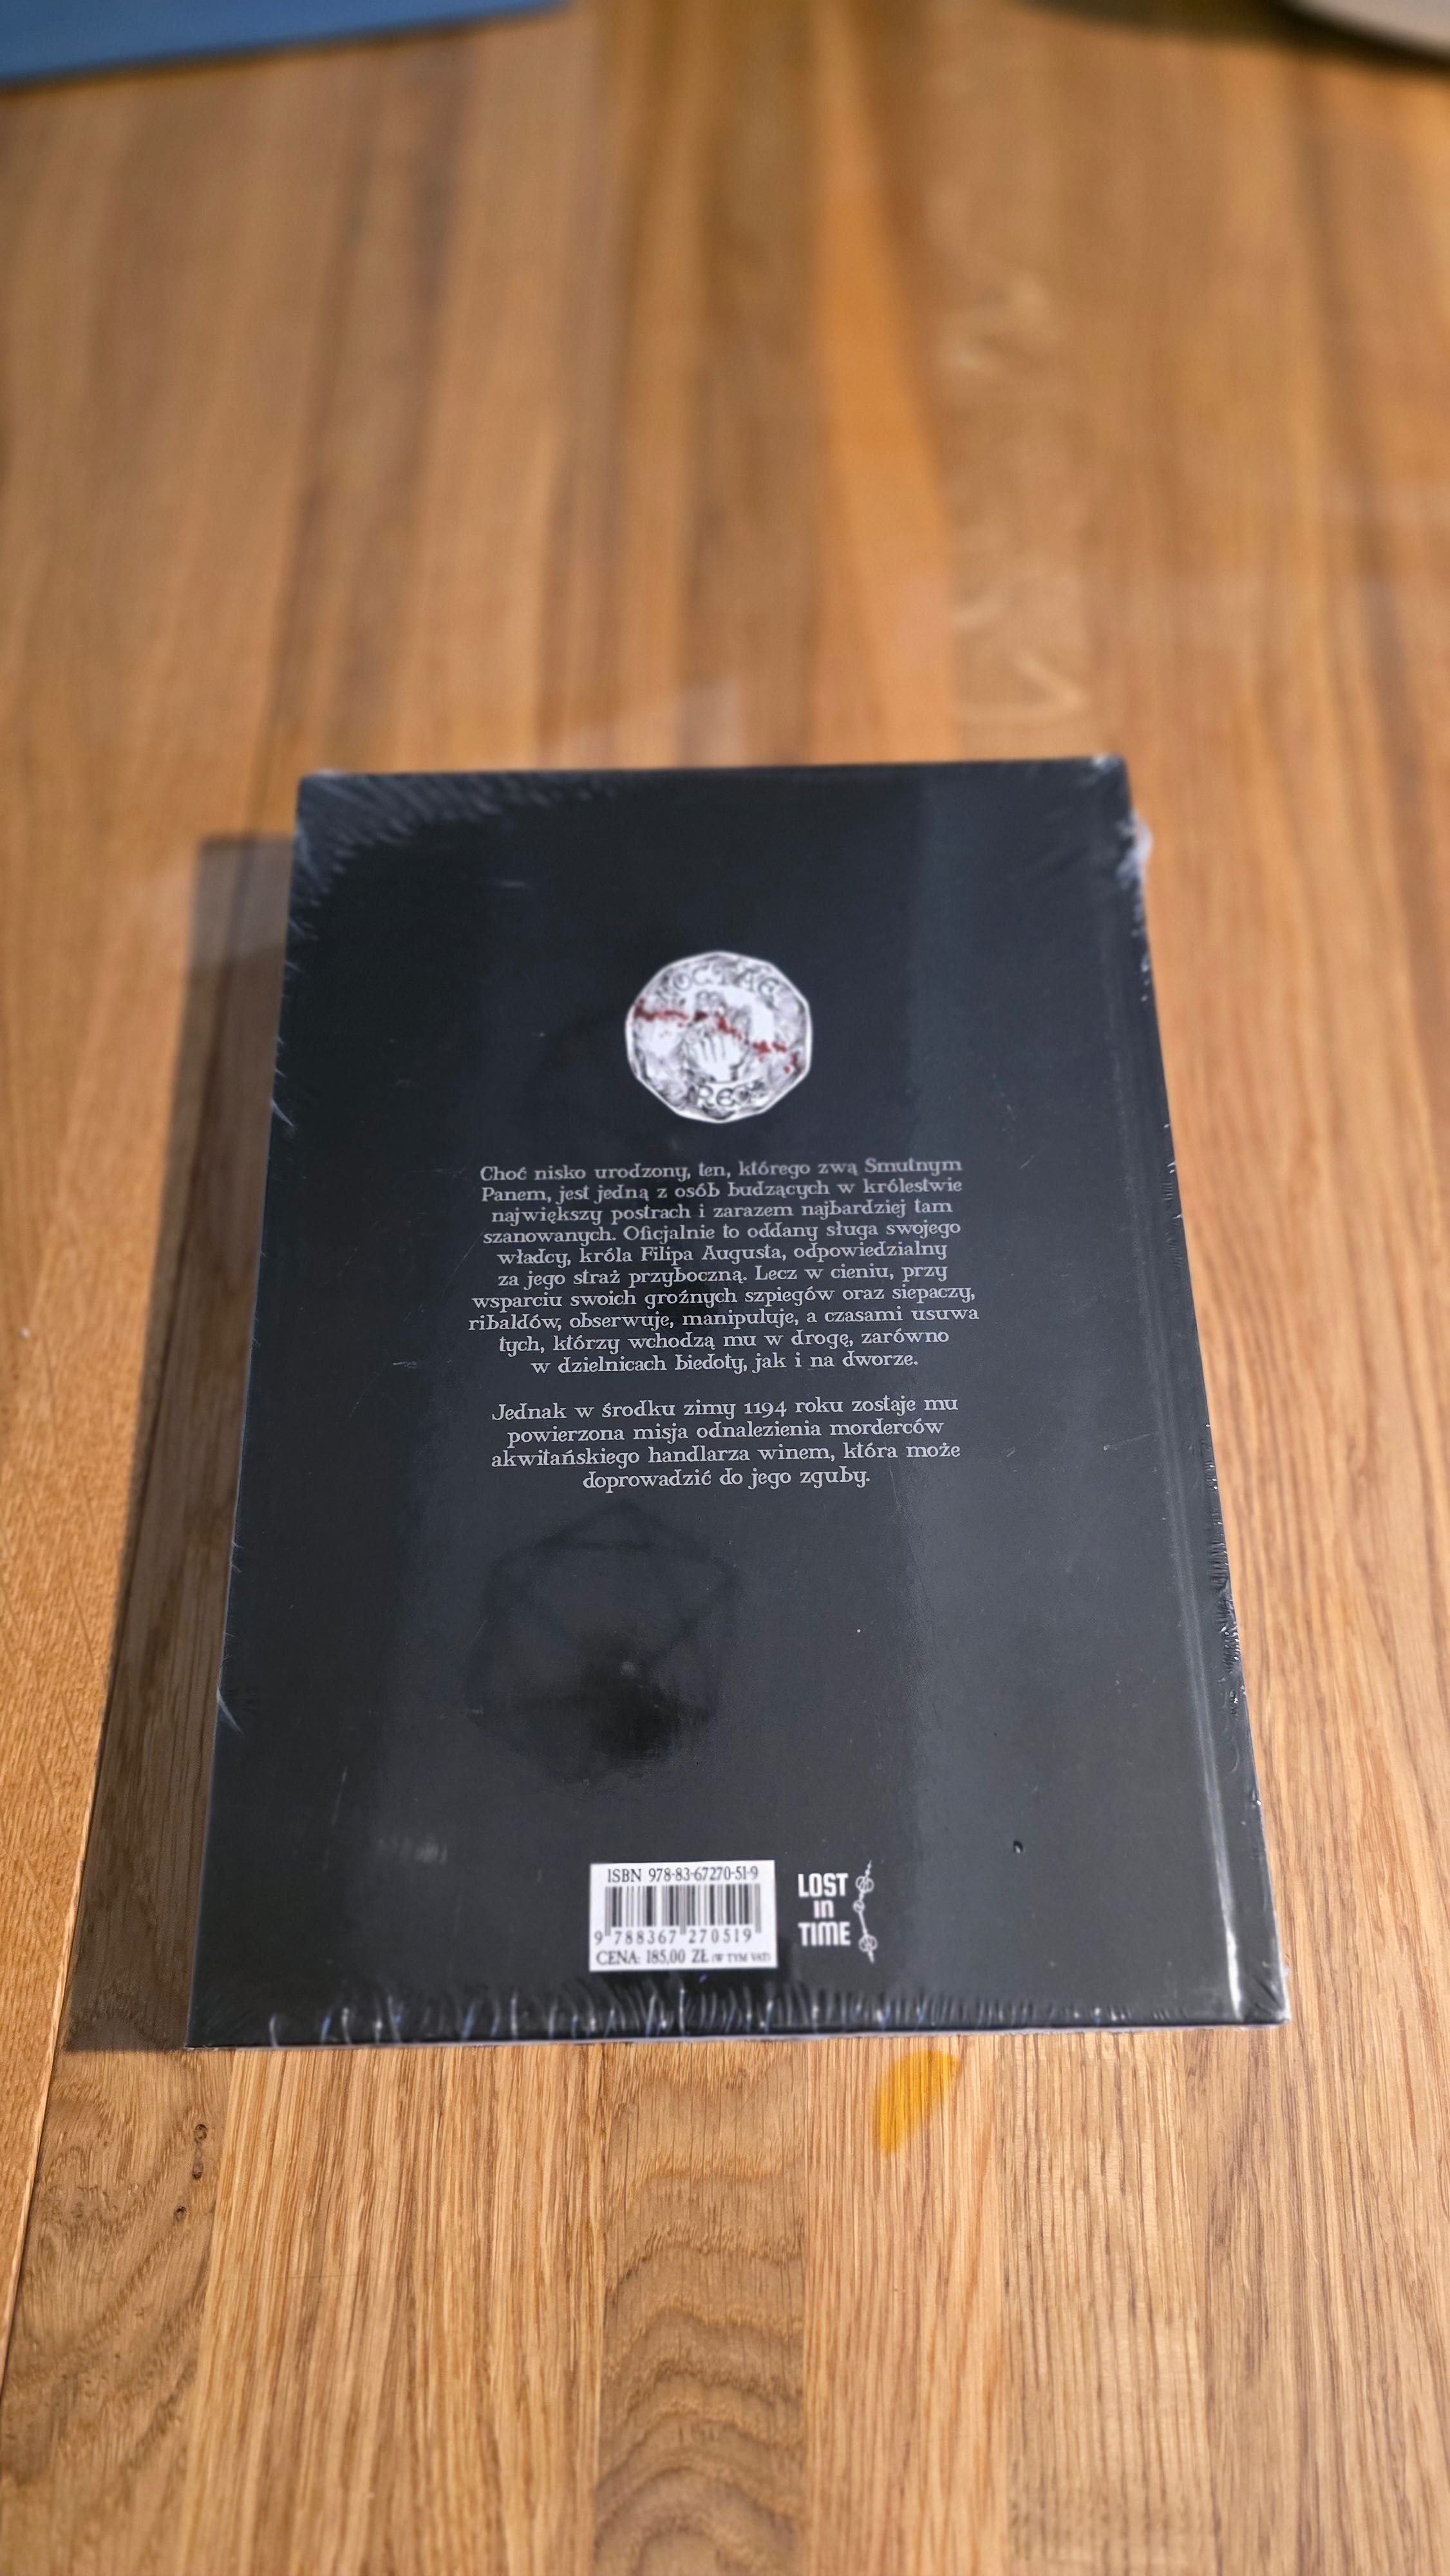 NOCTAE
REX
Choć nisko urodzony, ten, którego zwą Smutnym
Panem, jest jedną z osób budzących w królestwie
największy postrach i zarazem najbardziej tam
szanowanych. Oficjalnie to oddany sługa swojego
władcy, króla Filipa Augusta, odpowiedzialny
za jego straż przyboczną. Lecz w cieniu, przy
wsparciu swoich groźnych szpiegów oraz siepaczy,
ribaldów, obserwuje, manipuluje, a czasami usuwa
tych, którzy wchodzą mu w drogę, zarówno
w dzielnicach biedoty, jak i na dworze.
Jednak w środku zimy 1194 roku zostaje mu
powierzona misja odnalezienia morderców
akwitańskiego handlarza winem, która może
doprowadzić do jego zguby.
ISBN 978-83-67270-51-9
9 788367 270519
CENA: 185,00 ZŁ (W TYM VAT)
LOST
in
TIME